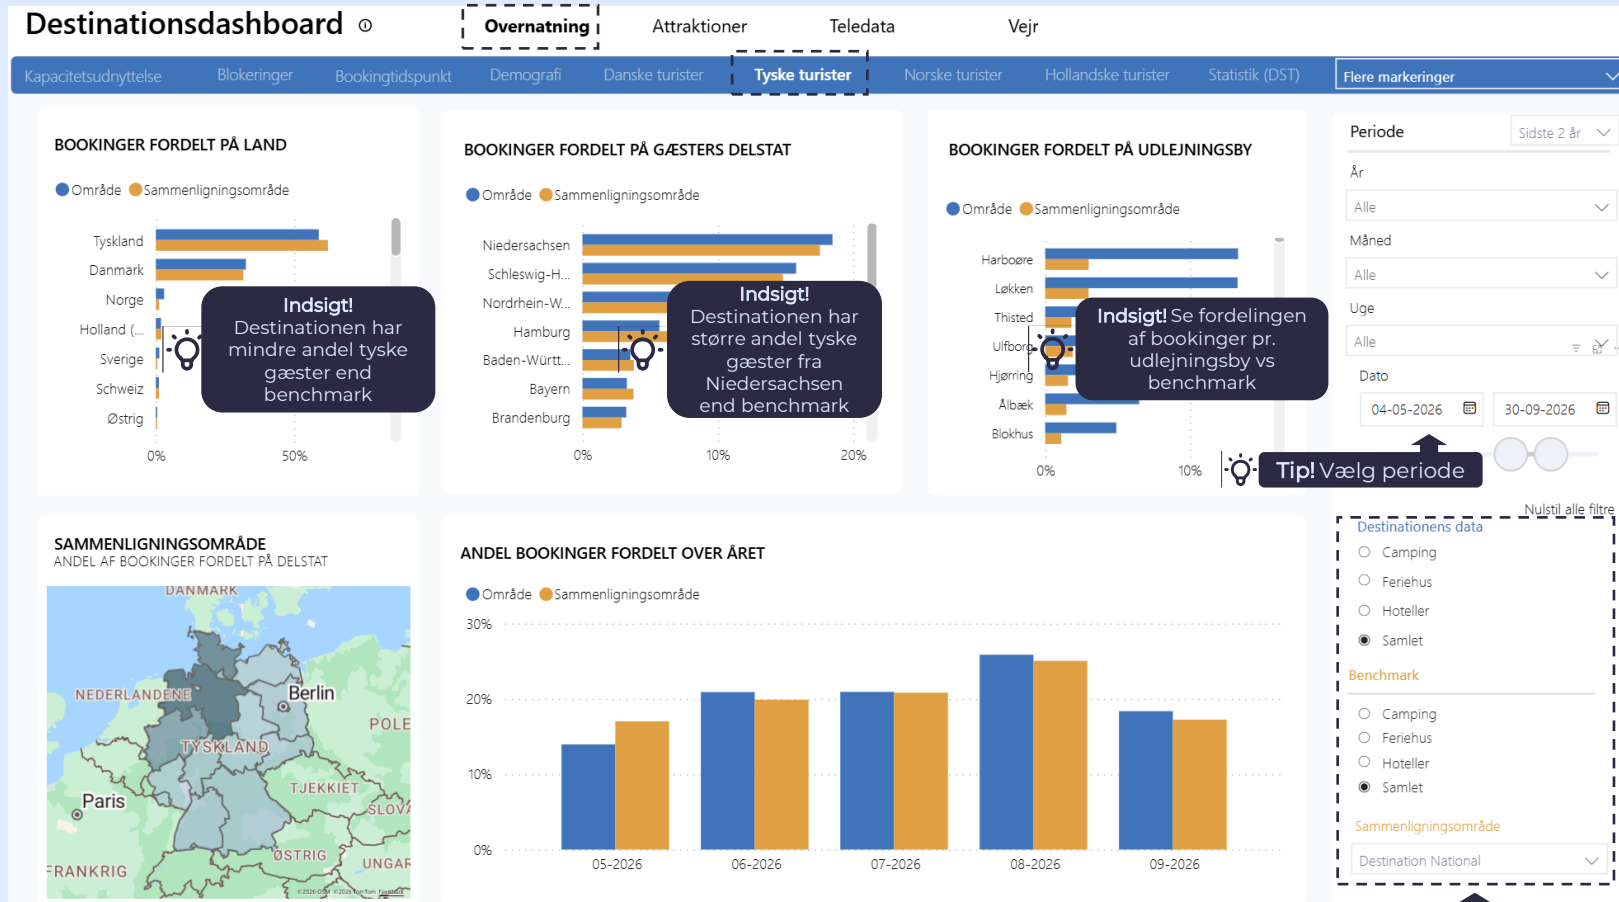 Destinationsdashboard
Overnatning
Attraktioner
Teledata
Vejr
Kapacitetsudnyttelse
Blokeringer
Bookingtidspunkt
Demografi
Danske turister
Tyske turister
Norske turister
Hollandske turister
Statistik (DST)
Flere markeringer
BOOKINGER FORDELT PÅ LAND
Område
Sammenligningsområde
Tyskland
Danmark
Norge
Holland (...
Sverige
Schweiz
Østrig
0%
50%
Indsigt!
Destinationen har
mindre andel tyske
gæster end
benchmark
BOOKINGER FORDELT PÅ GÆSTERS DELSTAT
Område
Sammenligningsområde
Niedersachsen
Schleswig-H...
Nordrhein-W...
Hamburg
Baden-Württ...
Bayern
Brandenburg
0%
10%
20%
Indsigt!
Destinationen har
større andel tyske
gæster fra
Niedersachsen
end benchmark
BOOKINGER FORDELT PÅ UDLEJNINGSBY
Område
Sammenligningsområde
Harboøre
Løkken
Thisted
Ulfborg
Hjørring
Ålbæk
Blokhus
0%
10%
Indsigt! Se fordelingen
af bookinger pr.
udlejningsby vs
benchmark
Periode
Sidste 2 år
År
Alle
Måned
Alle
Uge
Alle
Dato
04-05-2026
30-09-2026
Tip! Vælg periode
Nulstil alle filtre
Destinationens data
Camping
Feriehus
Hoteller
Samlet
Benchmark
Camping
Feriehus
Hoteller
Samlet
Sammenligningsområde
Destination National
SAMMENLIGNINGSOMRÅDE
ANDEL AF BOOKINGER FORDELT PÅ DELSTAT
DANMARK
NEDERLANDENE
Berlin
POLE
TYSKLAND
Paris
TJEKKIET
SLOVA
ØSTRIG
UNGAR
FRANKRIG
©2026 OSM ©2026 TomTom Feedback
ANDEL BOOKINGER FORDELT OVER ÅRET
Område
Sammenligningsområde
30%
20%
10%
0%
05-2026
06-2026
07-2026
08-2026
09-2026